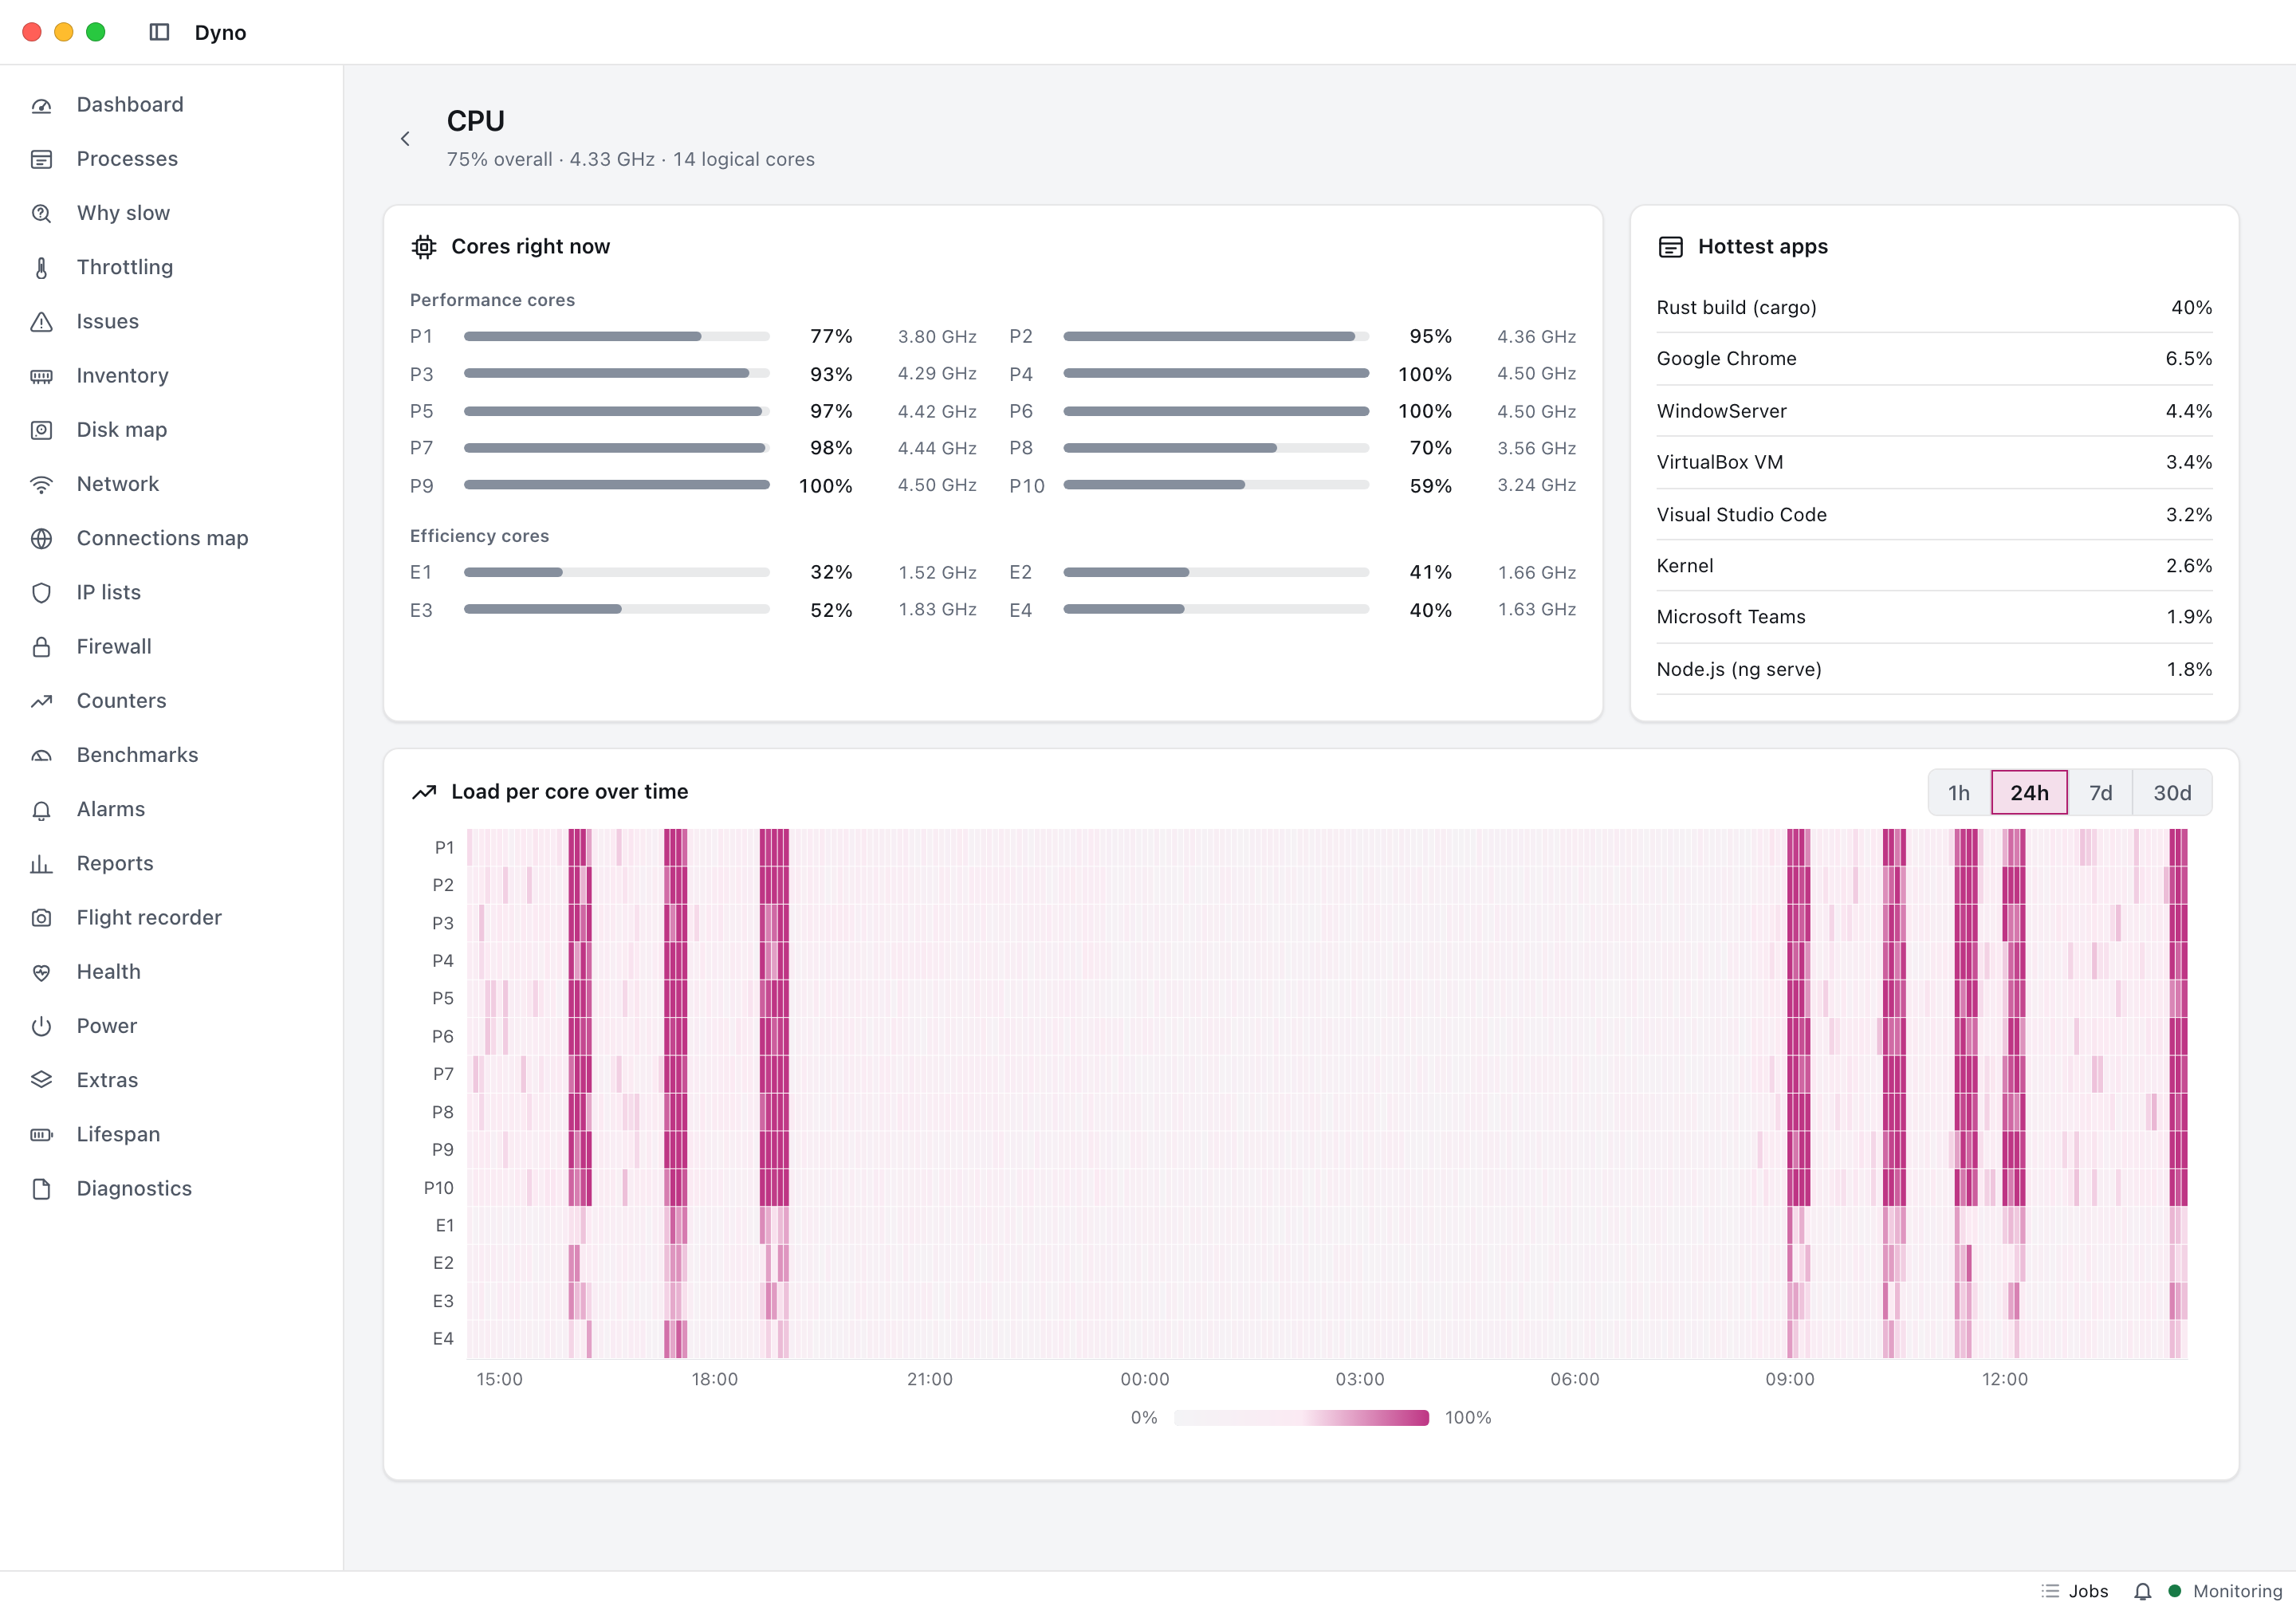 Dyno
Dashboard
Processes
Why slow
Throttling
Issues
Inventory
Disk map
Network
Connections map
IP lists
Firewall
Counters
Benchmarks
Alarms
Reports
Flight recorder
Health
Power
Extras
Lifespan
Diagnostics
CPU
75% overall · 4.33 GHz · 14 logical cores
Cores right now
Performance cores
P1 77% 3.80 GHz P2 95% 4.36 GHz
P3 93% 4.29 GHz P4 100% 4.50 GHz
P5 97% 4.42 GHz P6 100% 4.50 GHz
P7 98% 4.44 GHz P8 70% 3.56 GHz
P9 100% 4.50 GHz P10 59% 3.24 GHz
Efficiency cores
E1 32% 1.52 GHz E2 41% 1.66 GHz
E3 52% 1.83 GHz E4 40% 1.63 GHz
Hottest apps
Rust build (cargo) 40%
Google Chrome 6.5%
WindowServer 4.4%
VirtualBox VM 3.4%
Visual Studio Code 3.2%
Kernel 2.6%
Microsoft Teams 1.9%
Node.js (ng serve) 1.8%
Load per core over time
1h 24h 7d 30d
P1
P2
P3
P4
P5
P6
P7
P8
P9
P10
E1
E2
E3
E4
15:00 18:00 21:00 00:00 03:00 06:00 09:00 12:00
0% 100%
Jobs Monitoring